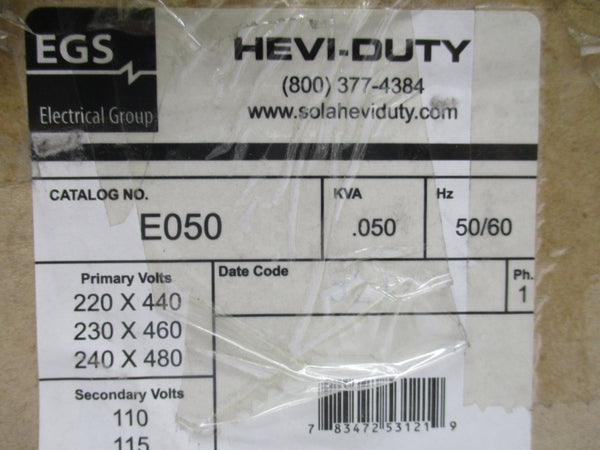 EGS
Electrical Group
HEVI-DUTY
(800) 377-4384
www.solaheviduty.com
CATALOG NO.
E050
KVA
.050
Hz
50/60
Primary Volts
220 X 440
230 X 460
240 X 480
Date Code
Ph.
1
Secondary Volts
110
115
7 83472 53121 9